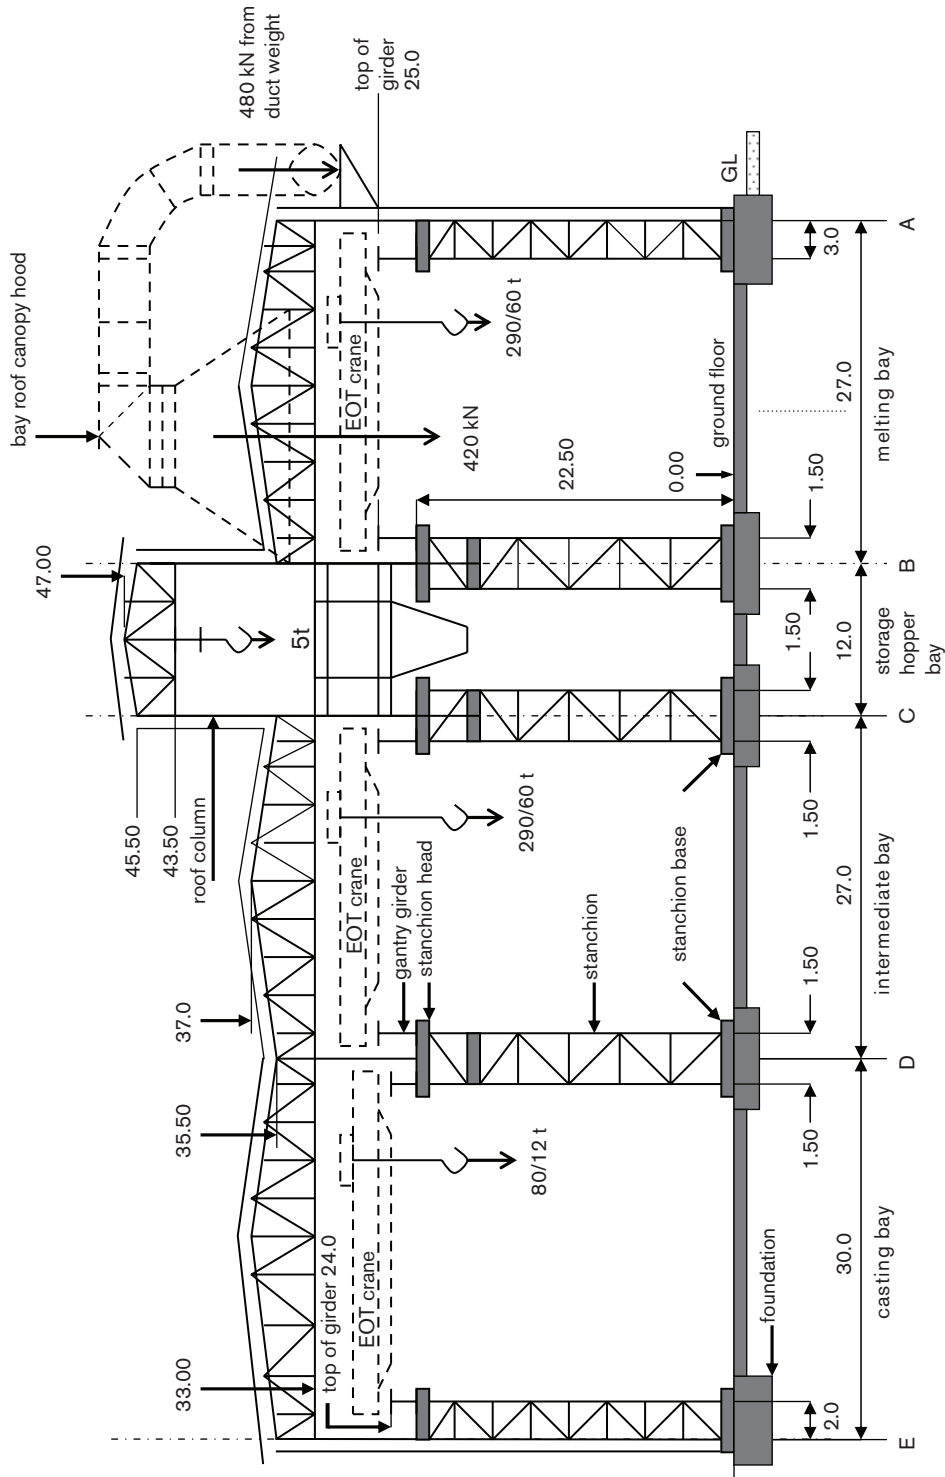 bay roof canopy hood
480 kN from
duct weight
top of
girder
25.0
47.00
5t
420 kN
290/60 t
EOT crane
GL
ground floor
0.00
22.50
45.50
43.50
roof column
37.0
35.50
33.00
EOT crane
290/60 t
gantry girder
stanchion head
stanchion
stanchion base
top of girder 24.0
EOT crane
80/12 t
foundation
2.0
1.50
1.50
1.50
1.50
1.50
3.0
30.0
27.0
12.0
27.0
casting bay
intermediate bay
storage
hopper
bay
melting bay
E
D
C
B
A